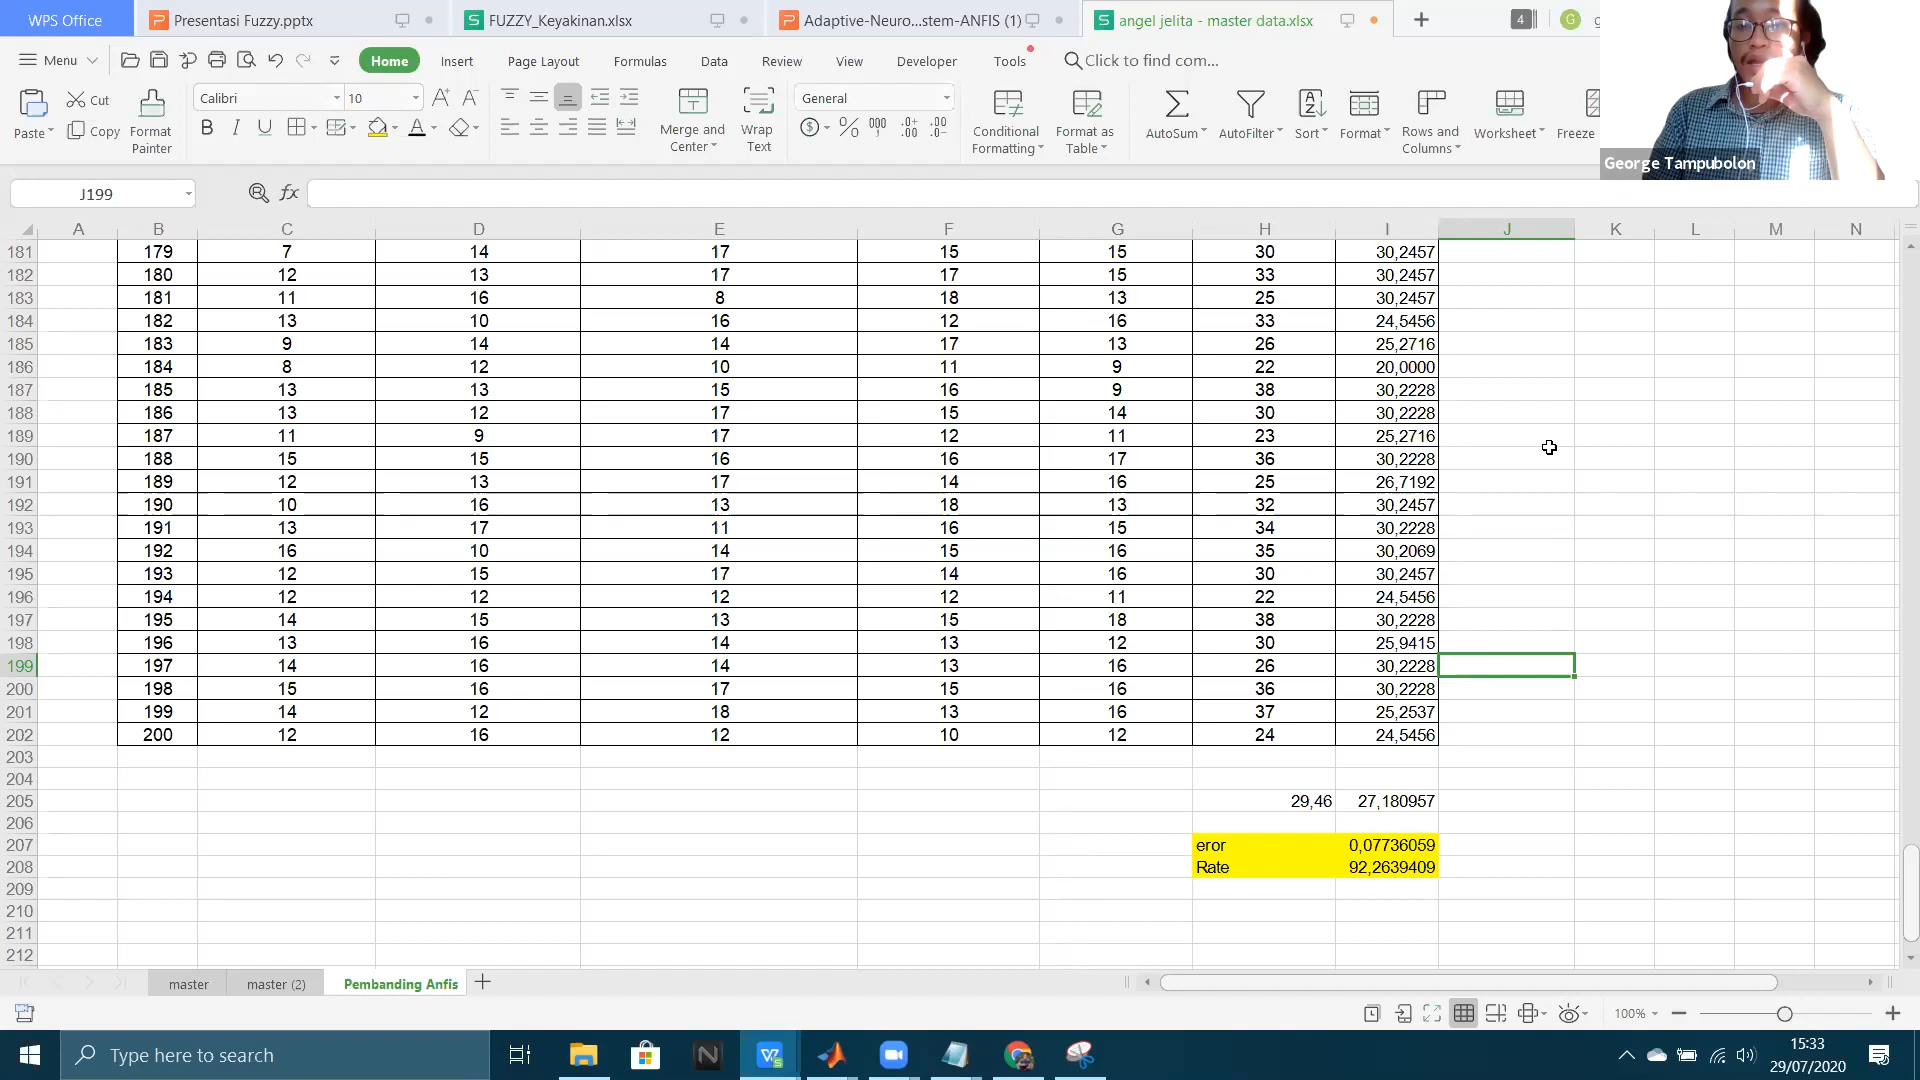 WPS Office Presentasi Fuzzy.pptx FUZZY_Keyakinan.xlsx Adaptive-Neuro...stem-ANFIS (1) angel jelita - master data.xlsx 4 G
Menu Home Insert Page Layout Formulas Data Review View Developer Tools Click to find com...
Paste Cut Copy Format Painter Calibri 10 Merge and Center Wrap Text General Conditional Formatting Format as Table AutoSum AutoFilter Sort Format Rows and Columns Worksheet Freeze
George Tampubolon
J199 fx
A B C D E F G H I J K L M N
181 179 7 14 17 15 15 30 30,2457
182 180 12 13 17 17 15 33 30,2457
183 181 11 16 8 18 13 25 30,2457
184 182 13 10 16 12 16 33 24,5456
185 183 9 14 14 17 13 26 25,2716
186 184 8 12 10 11 9 22 20,0000
187 185 13 13 15 16 9 38 30,2228
188 186 13 12 17 15 14 30 30,2228
189 187 11 9 17 12 11 23 25,2716
190 188 15 15 16 16 17 36 30,2228
191 189 12 13 17 14 16 25 26,7192
192 190 10 16 13 18 13 32 30,2457
193 191 13 17 11 16 15 34 30,2228
194 192 16 10 14 15 16 35 30,2069
195 193 12 15 17 14 16 30 30,2457
196 194 12 12 12 12 11 22 24,5456
197 195 14 15 13 15 18 38 30,2228
198 196 13 16 14 13 12 30 25,9415
199 197 14 16 14 13 16 26 30,2228
200 198 15 16 17 15 16 36 30,2228
201 199 14 12 18 13 16 37 25,2537
202 200 12 16 12 10 12 24 24,5456
203
204
205 29,46 27,180957
206
207 eror 0,07736059
208 Rate 92,2639409
209
210
211
212
master master (2) Pembanding Anfis
100%
Type here to search 15:33
29/07/2020